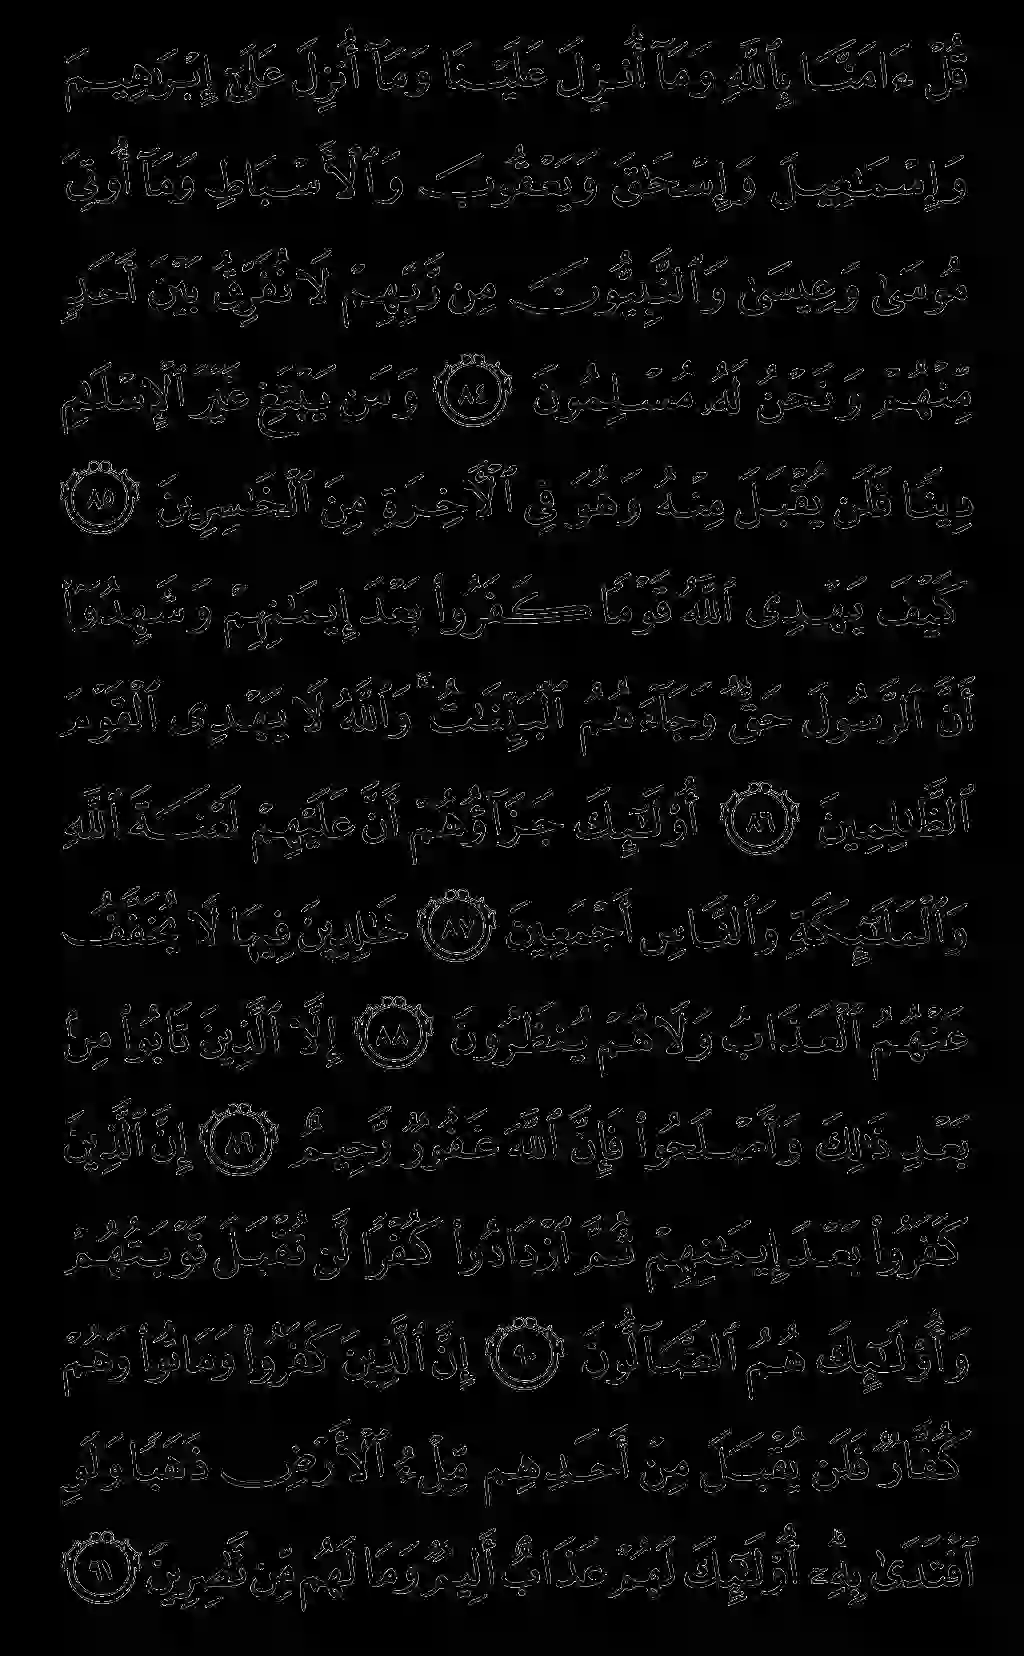 قُلْ ءَامَنَّا بِٱللَّهِ وَمَآ أُنزِلَ عَلَيْنَا وَمَآ أُنزِلَ عَلَىٰٓ إِبْرَٰهِيمَ
وَإِسْمَٰعِيلَ وَإِسْحَٰقَ وَيَعْقُوبَ وَٱلْأَسْبَاطِ وَمَآ أُوتِىَ
مُوسَىٰ وَعِيسَىٰ وَٱلنَّبِيُّونَ مِن رَّبِّهِمْ لَا نُفَرِّقُ بَيْنَ أَحَدٍ
مِّنْهُمْ وَنَحْنُ لَهُۥ مُسْلِمُونَ ٨٤ وَمَن يَبْتَغِ غَيْرَ ٱلْإِسْلَٰمِ
دِينًا فَلَن يُقْبَلَ مِنْهُ وَهُوَ فِى ٱلْأَخِرَةِ مِنَ ٱلْخَٰسِرِينَ ٨٥
كَيْفَ يَهْدِى ٱللَّهُ قَوْمًا كَفَرُوا۟ بَعْدَ إِيمَٰنِهِمْ وَشَهِدُوٓا۟
أَنَّ ٱلرَّسُولَ حَقٌّ وَجَآءَهُمُ ٱلْبَيِّنَٰتُ ۚ وَٱللَّهُ لَا يَهْدِى ٱلْقَوْمَ
ٱلظَّٰلِمِينَ ٨٦ أُو۟لَٰٓئِكَ جَزَآؤُهُمْ أَنَّ عَلَيْهِمْ لَعْنَةَ ٱللَّهِ
وَٱلْمَلَٰٓئِكَةِ وَٱلنَّاسِ أَجْمَعِينَ ٨٧ خَٰلِدِينَ فِيهَا لَا يُخَفَّفُ
عَنْهُمُ ٱلْعَذَابُ وَلَا هُمْ يُنظَرُونَ ٨٨ إِلَّا ٱلَّذِينَ تَابُوا۟ مِنۢ
بَعْدِ ذَٰلِكَ وَأَصْلَحُوا۟ فَإِنَّ ٱللَّهَ غَفُورٌ رَّحِيمٌ ٨٩ إِنَّ ٱلَّذِينَ
كَفَرُوا۟ بَعْدَ إِيمَٰنِهِمْ ثُمَّ ٱزْدَادُوا۟ كُفْرًا لَّن تُقْبَلَ تَوْبَتُهُمْ
وَأُو۟لَٰٓئِكَ هُمُ ٱلضَّآلُّونَ ٩٠ إِنَّ ٱلَّذِينَ كَفَرُوا۟ وَمَاتُوا۟ وَهُمْ
كُفَّارٌ فَلَن يُقْبَلَ مِنْ أَحَدِهِم مِّلْءُ ٱلْأَرْضِ ذَهَبًا وَلَوِ
ٱفْتَدَىٰ بِهِۦٓ ۗ أُو۟لَٰٓئِكَ لَهُمْ عَذَابٌ أَلِيمٌ وَمَا لَهُم مِّن نَّٰصِرِينَ ٩١